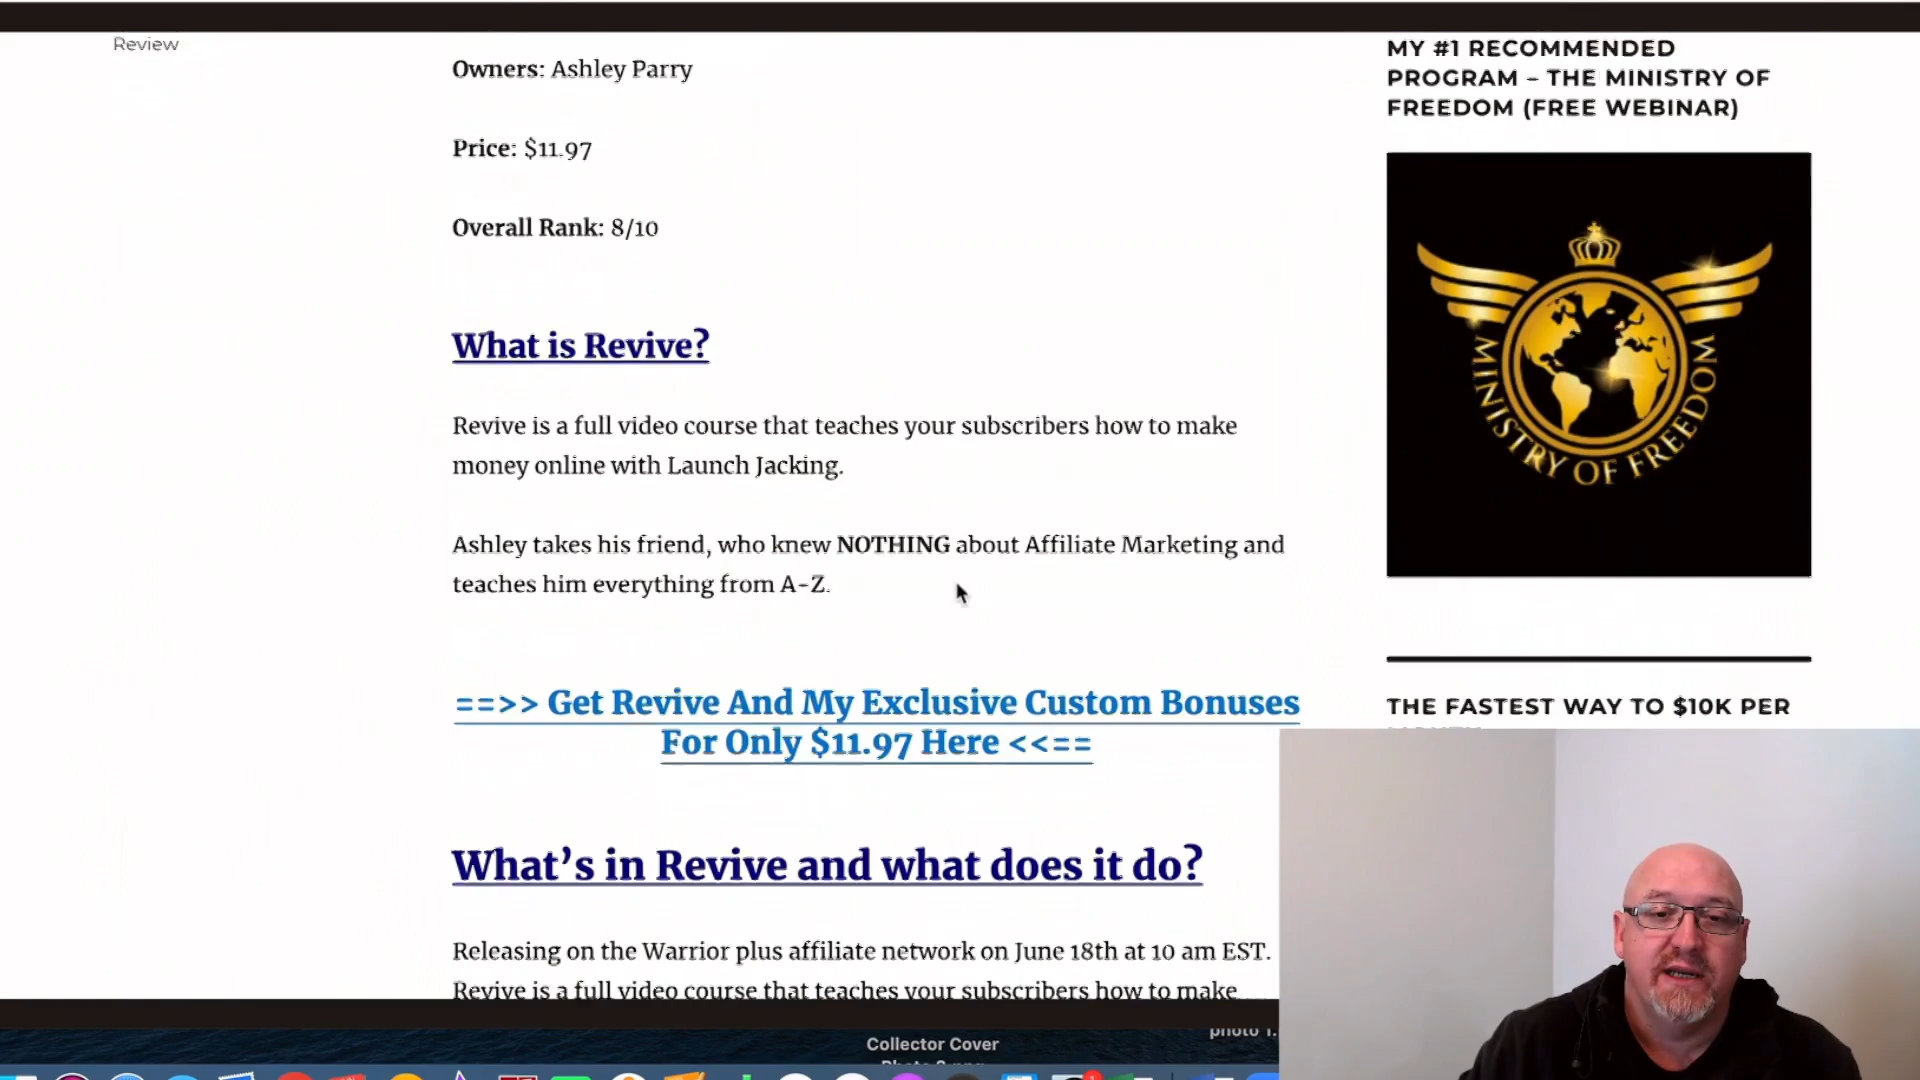 Review
Owners: Ashley Parry
Price: $11.97
Overall Rank: 8/10
What is Revive?
Revive is a full video course that teaches your subscribers how to make
money online with Launch Jacking.
Ashley takes his friend, who knew NOTHING about Affiliate Marketing and
teaches him everything from A-Z.
==>> Get Revive And My Exclusive Custom Bonuses
For Only $11.97 Here <<==
What's in Revive and what does it do?
Releasing on the Warrior plus affiliate network on June 18th at 10 am EST.
Revive is a full video course that teaches your subscribers how to make
MY #1 RECOMMENDED
PROGRAM – THE MINISTRY OF
FREEDOM (FREE WEBINAR)
MINISTRY OF FREEDOM
THE FASTEST WAY TO $10K PER
photo 1.
Collector Cover